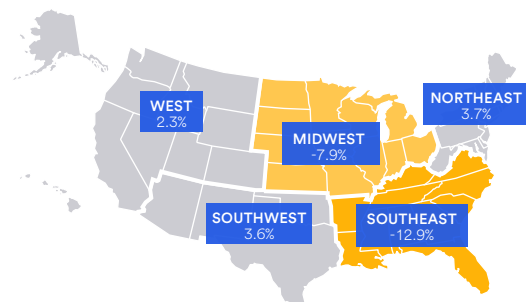 WEST
2.3%
NORTHEAST
3.7%
MIDWEST
-7.9%
SOUTHWEST
3.6%
SOUTHEAST
-12.9%